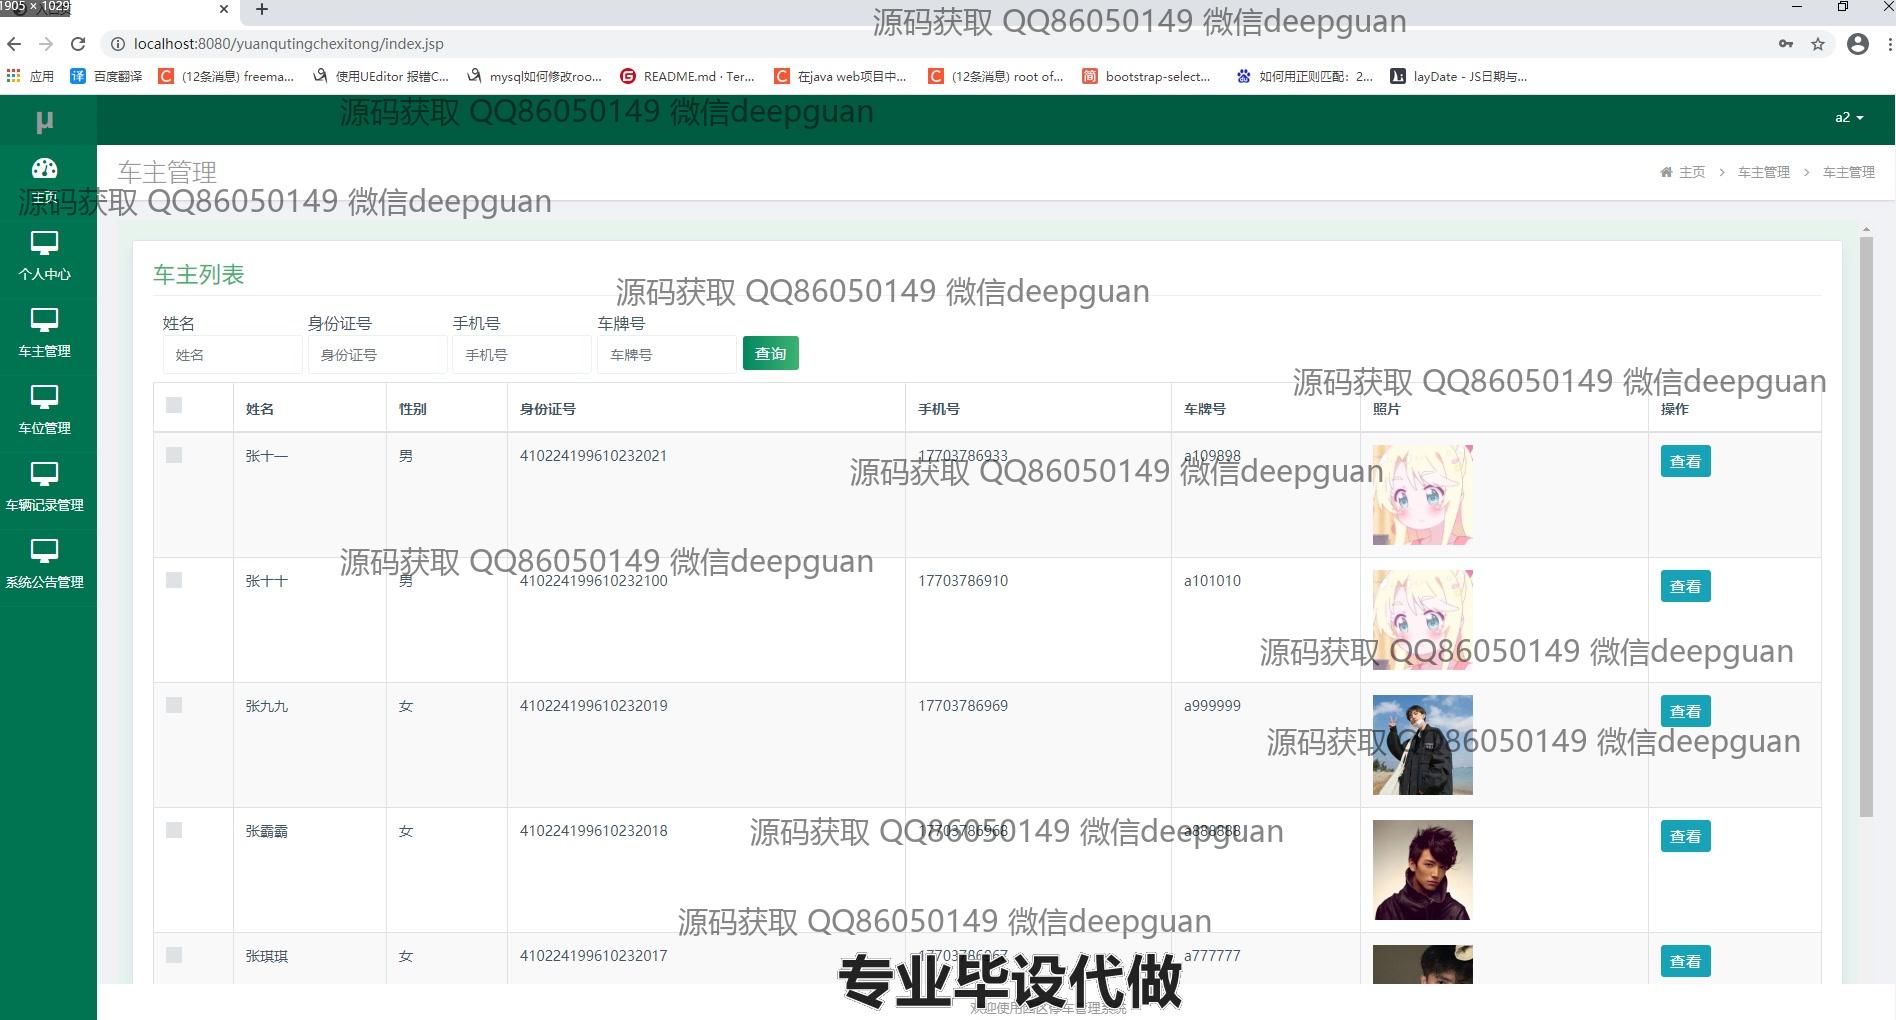 1905 × 1029
源码获取 QQ86050149 微信deepguan
localhost:8080/yuanqutingchexitong/index.jsp
应用 百度翻译 (12条消息) freema... 使用UEditor 报错C... mysql如何修改roo... README.md · Ter... 在java web项目中... (12条消息) root of... bootstrap-select... 如何用正则匹配：2... layDate - JS日期与...
源码获取 QQ86050149 微信deepguan
µ
a2
主页
车主管理
主页 > 车主管理 > 车主管理
源码获取 QQ86050149 微信deepguan
个人中心
车主管理
车位管理
车辆记录管理
系统公告管理
车主列表
源码获取 QQ86050149 微信deepguan
姓名 身份证号 手机号 车牌号
姓名 身份证号 手机号 车牌号 查询
源码获取 QQ86050149 微信deepguan
姓名 性别 身份证号 手机号 车牌号 照片 操作
张十一 男 410224199610232021 17703786933 a109898 查看
源码获取 QQ86050149 微信deepguan
源码获取 QQ86050149 微信deepguan
张十十 男 410224199610232100 17703786910 a101010 查看
源码获取 QQ86050149 微信deepguan
张九九 女 410224199610232019 17703786969 a999999 查看
源码获取 QQ86050149 微信deepguan
张霸霸 女 410224199610232018 17703786968 a888888 查看
源码获取 QQ86050149 微信deepguan
源码获取 QQ86050149 微信deepguan
张琪琪 女 410224199610232017 17703786967 a777777 查看
专业毕设代做
欢迎使用园区停车管理系统